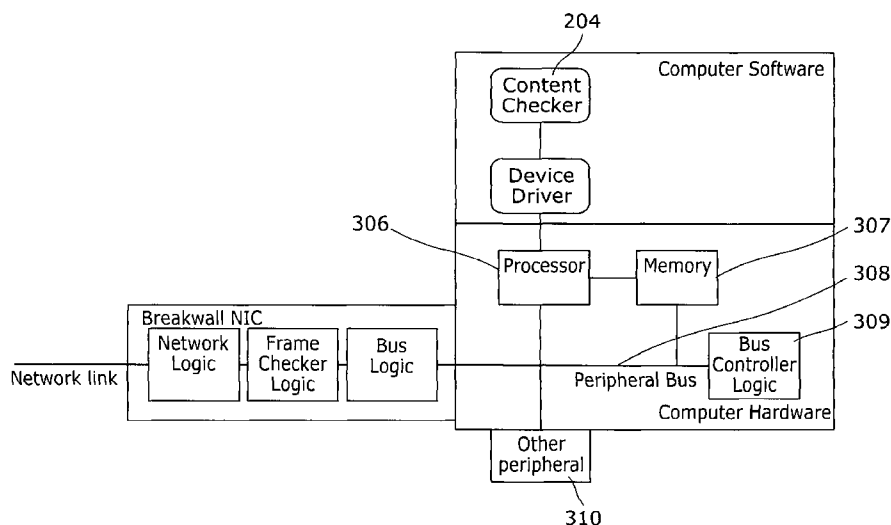 204
Computer Software
Content
Checker
Device
Driver
306
307
Processor
Memory
308
309
Breakwall NIC
Network
Logic
Frame
Checker
Logic
Bus
Logic
Bus
Controller
Logic
Network link
Peripheral Bus
Computer Hardware
Other
peripheral
310